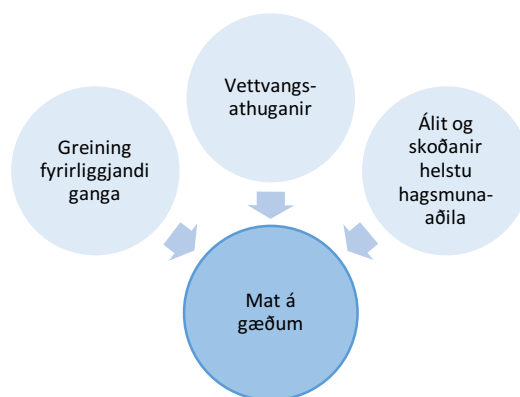 Vettvangs-
athuganir
Greining
fyrirliggjandi
ganga
Álit og
skoðanir
helstu
hagsmuna-
aðila
Mat á
gæðum